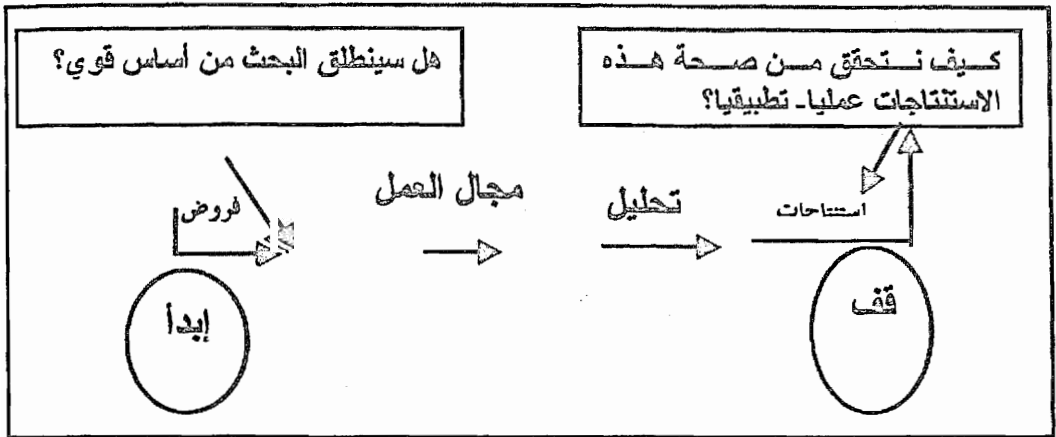 هل سينطلق البحث من أساس قوي؟
كيف نتحقق من صحة هذه
الاستنتاجات عمليا- تطبيقيا؟
فروض
مجال العمل
تحليل
استنتاجات
إبدأ
قف